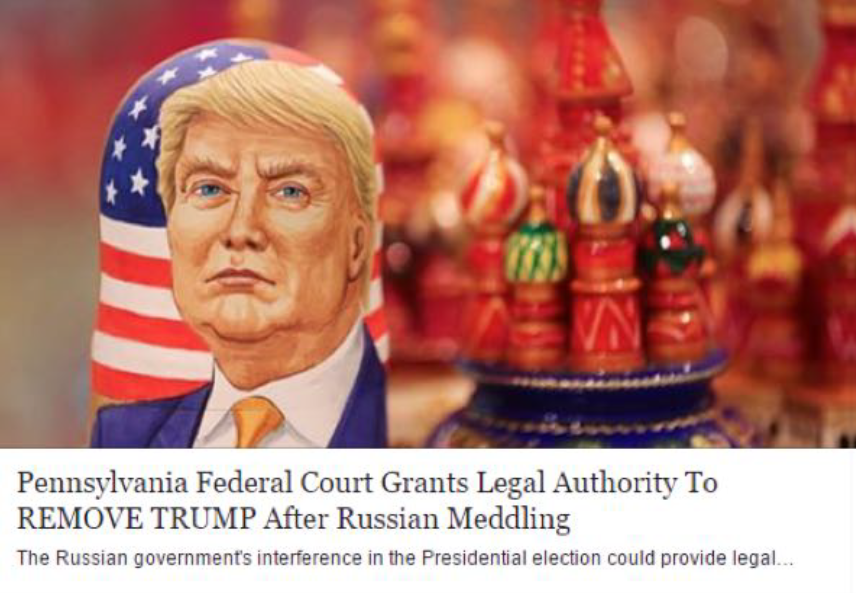 Pennsylvania Federal Court Grants Legal Authority To
REMOVE TRUMP After Russian Meddling
The Russian government's interference in the Presidential election could provide legal...